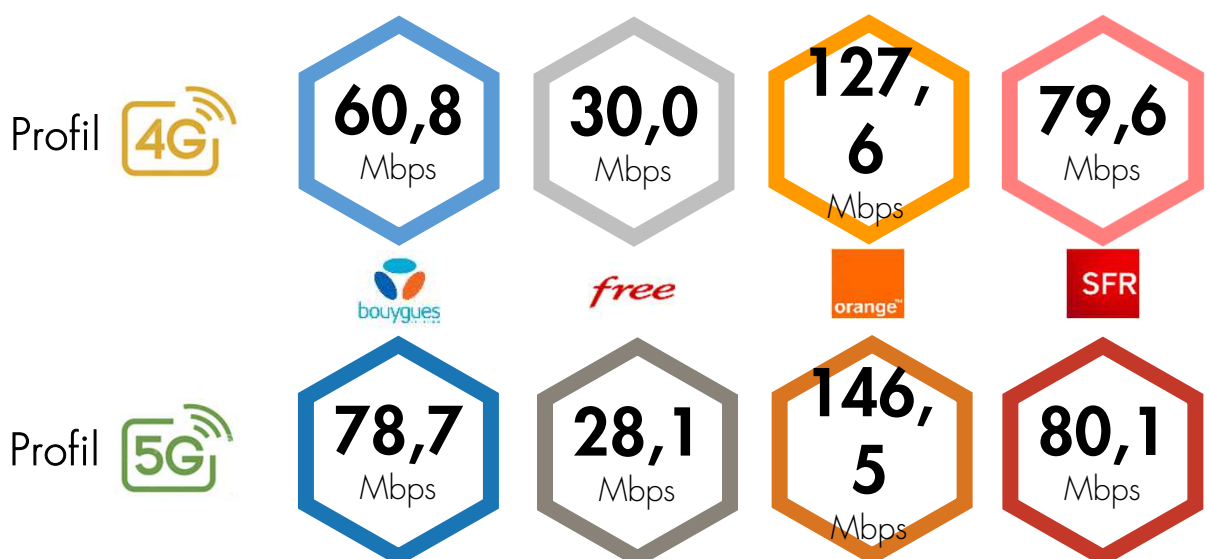 Profil 4G
60,8
Mbps
30,0
Mbps
127,
6
Mbps
79,6
Mbps
bouygues
free
orange™
SFR
Profil 5G
78,7
Mbps
28,1
Mbps
146,
5
Mbps
80,1
Mbps